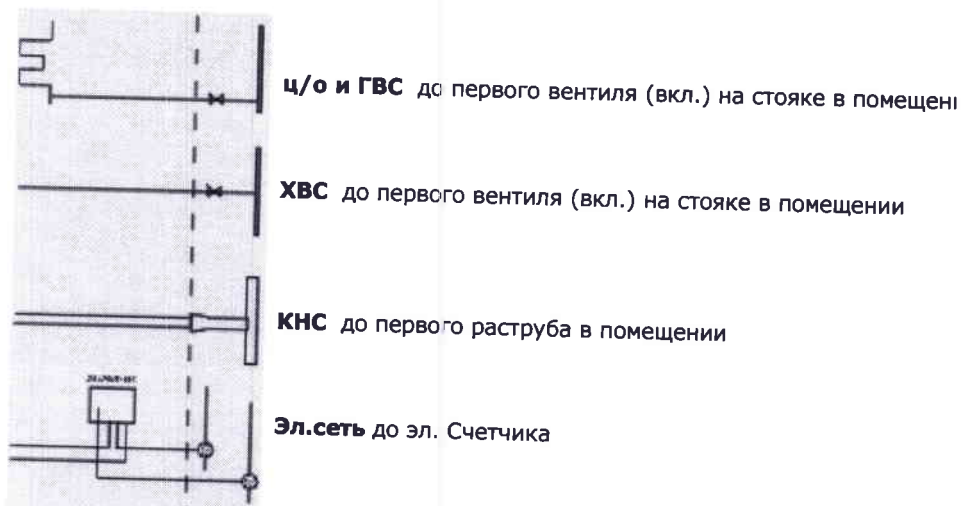 ц/о и ГВС до первого вентиля (вкл.) на стояке в
ХВС до первого вентиля (вкл.) на стояке в помещении
КНС до первого раструба в помещении
Эл.сеть до эл. Счетчика